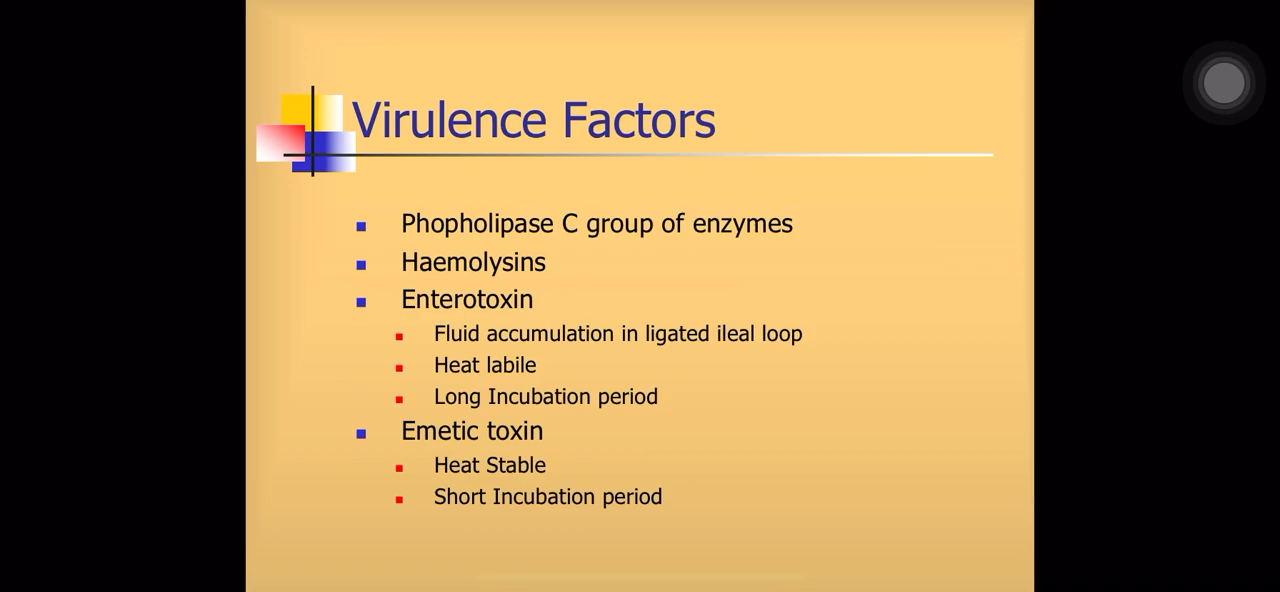 Virulence Factors
Phopholipase C group of enzymes
Haemolysins
Enterotoxin
Fluid accumulation in ligated ileal loop
Heat labile
Long Incubation period
Emetic toxin
Heat Stable
Short Incubation period